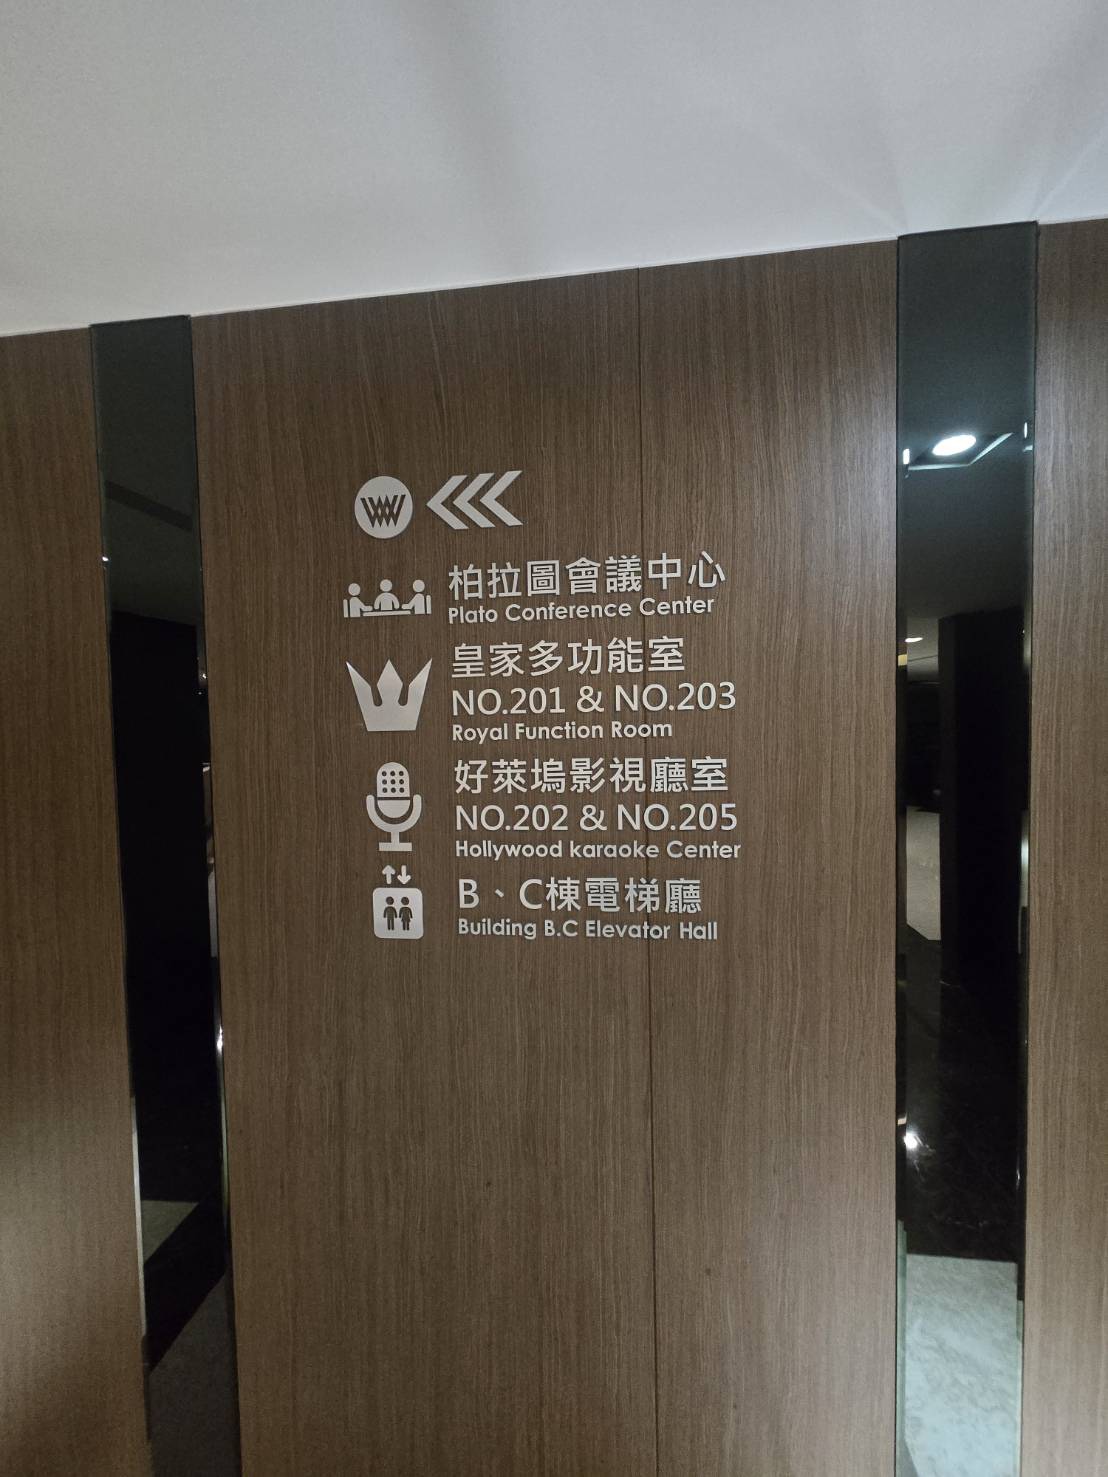 W
柏拉圖會議中心
Plato Conference Center
皇家多功能室
NO.201 & NO.203
Royal Function Room
好萊塢影視廳室
NO.202 & NO.205
Hollywood karaoke Center
B、C棟電梯廳
Building B.C Elevator Hall